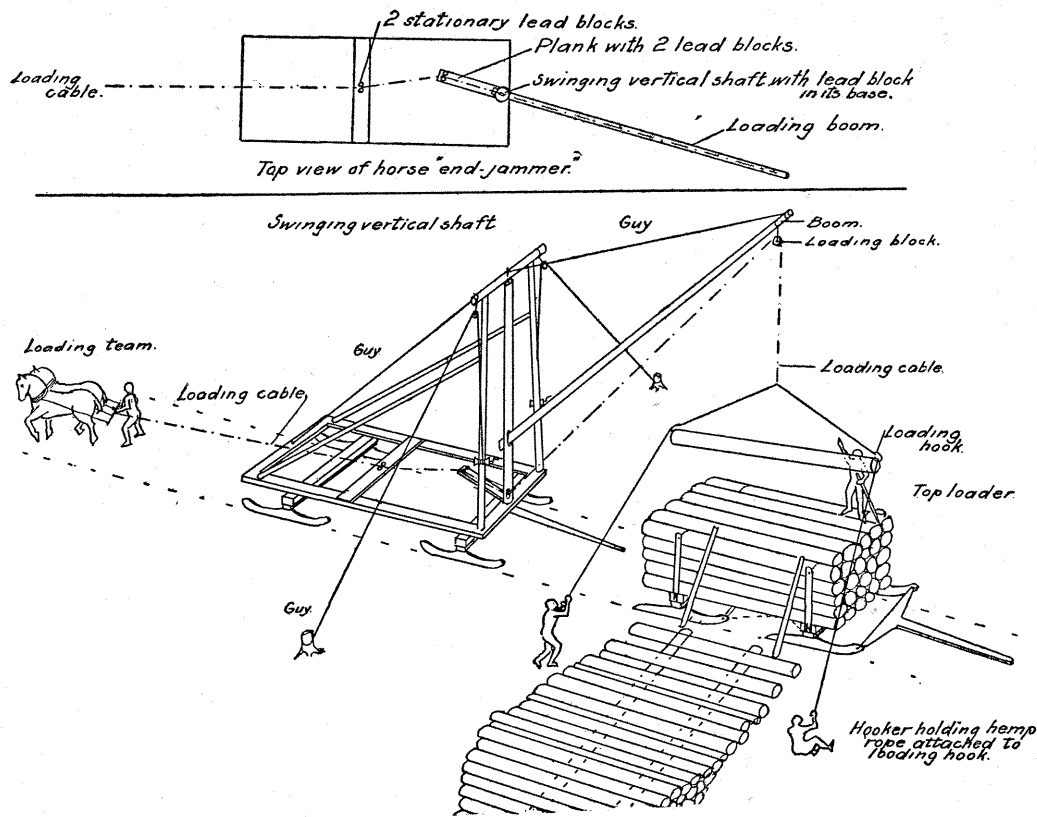 2 stationary lead blocks.
Plank with 2 lead blocks.
Loading
cable.
Swinging vertical shaft with lead block
in its base.
Loading boom.
Top view of horse "end-jammer."
Swinging vertical shaft
Guy
Boom.
Loading block.
Loading team.
Guy
Loading cable
Loading cable.
Loading
hook.
Top loader
Guy.
Hooker holding hemp
rope attached to
loading hook.